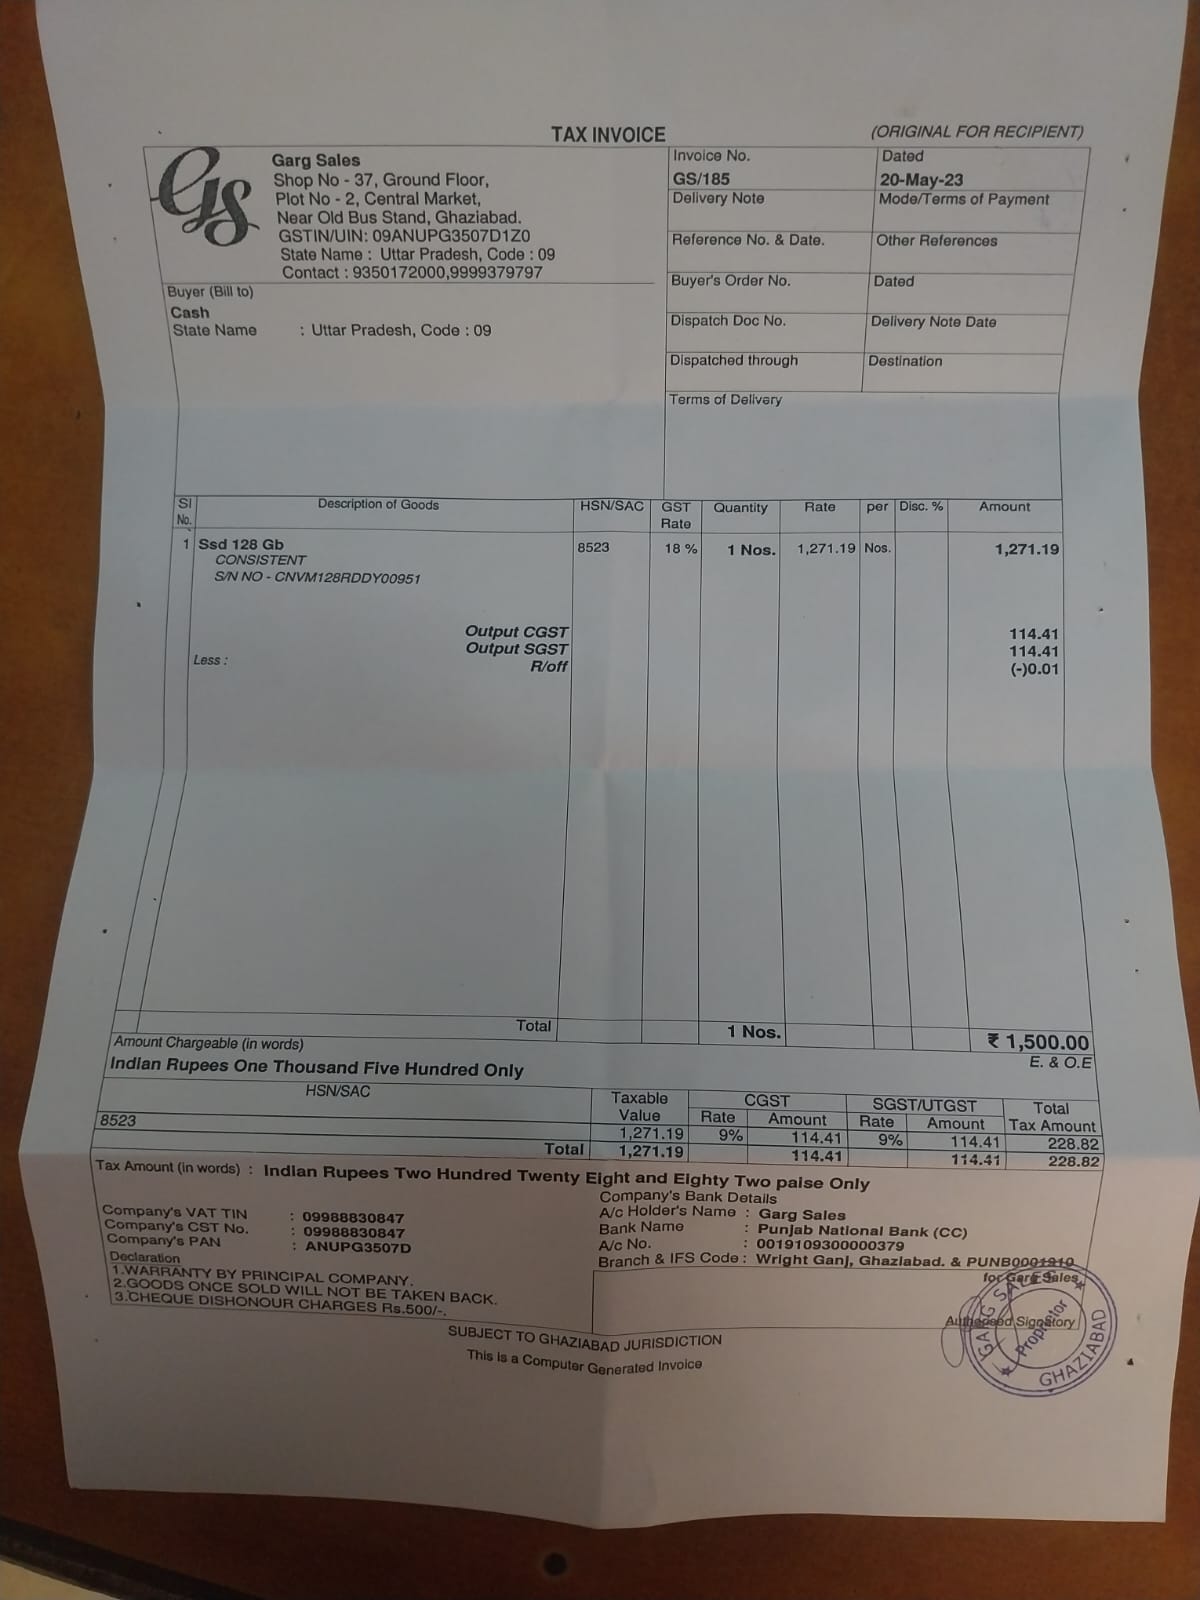 TAX INVOICE
(ORIGINAL FOR RECIPIENT)
GS
Garg Sales
Shop No - 37, Ground Floor,
Plot No - 2, Central Market,
Near Old Bus Stand, Ghaziabad.
GSTIN/UIN: 09ANUPG3507D1Z0
State Name : Uttar Pradesh, Code : 09
Contact : 9350172000,9999379797
Invoice No. Dated
GS/185 20-May-23
Delivery Note Mode/Terms of Payment
Reference No. & Date. Other References
Buyer's Order No. Dated
Dispatch Doc No. Delivery Note Date
Dispatched through Destination
Terms of Delivery
Buyer (Bill to)
Cash
State Name : Uttar Pradesh, Code : 09
Sl No. Description of Goods HSN/SAC GST Rate Quantity Rate per Disc. % Amount
1 Ssd 128 Gb 8523 18 % 1 Nos. 1,271.19 Nos. 1,271.19
CONSISTENT
S/N NO - CNVM128RDDY00951
Output CGST 114.41
Output SGST 114.41
Less : R/off (-)0.01
Total 1 Nos. ₹ 1,500.00
Amount Chargeable (in words) E. & O.E
Indian Rupees One Thousand Five Hundred Only
HSN/SAC Taxable Value CGST SGST/UTGST Total Tax Amount
Rate Amount Rate Amount
8523 1,271.19 9% 114.41 9% 114.41 228.82
Total 1,271.19 114.41 114.41 228.82
Tax Amount (in words) : Indian Rupees Two Hundred Twenty Eight and Eighty Two paise Only
Company's VAT TIN : 09988830847
Company's CST No. : 09988830847
Company's PAN : ANUPG3507D
Declaration
1.WARRANTY BY PRINCIPAL COMPANY.
2.GOODS ONCE SOLD WILL NOT BE TAKEN BACK.
3.CHEQUE DISHONOUR CHARGES Rs.500/-.
Company's Bank Details
A/c Holder's Name : Garg Sales
Bank Name : Punjab National Bank (CC)
A/c No. : 0019109300000379
Branch & IFS Code : Wright Ganj, Ghaziabad. & PUNB0001910
for Garg Sales
Authorised Signatory
GARG SALES
Proprietor
GHAZIABAD
SUBJECT TO GHAZIABAD JURISDICTION
This is a Computer Generated Invoice